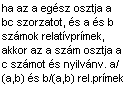 ha az a egész osztja a
bc szorzatot, és a és b
számok relatívprímek,
akkor az a szám osztja a
c számot és nyilvánv. a/
(a,b) és b/(a,b) rel.prímek